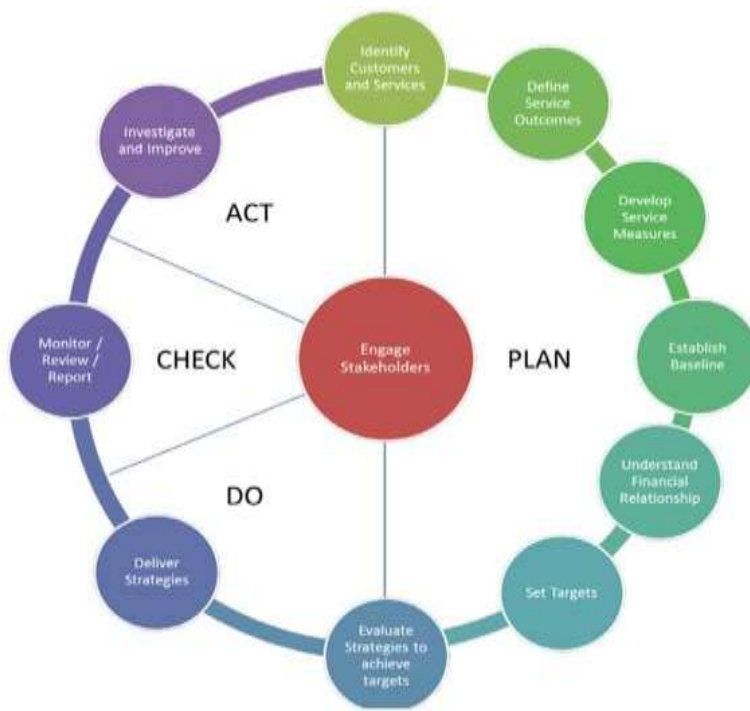 Identify
Customers
and Services
Define
Service
Outcomes
Develop
Service
Measures
Establish
Baseline
Understand
Financial
Relationship
Set Targets
Evaluate
Strategies to
achieve
targets
Deliver
Strategies
Monitor /
Review /
Report
Investigate
and Improve
ACT
CHECK
DO
PLAN
Engage
Stakeholders